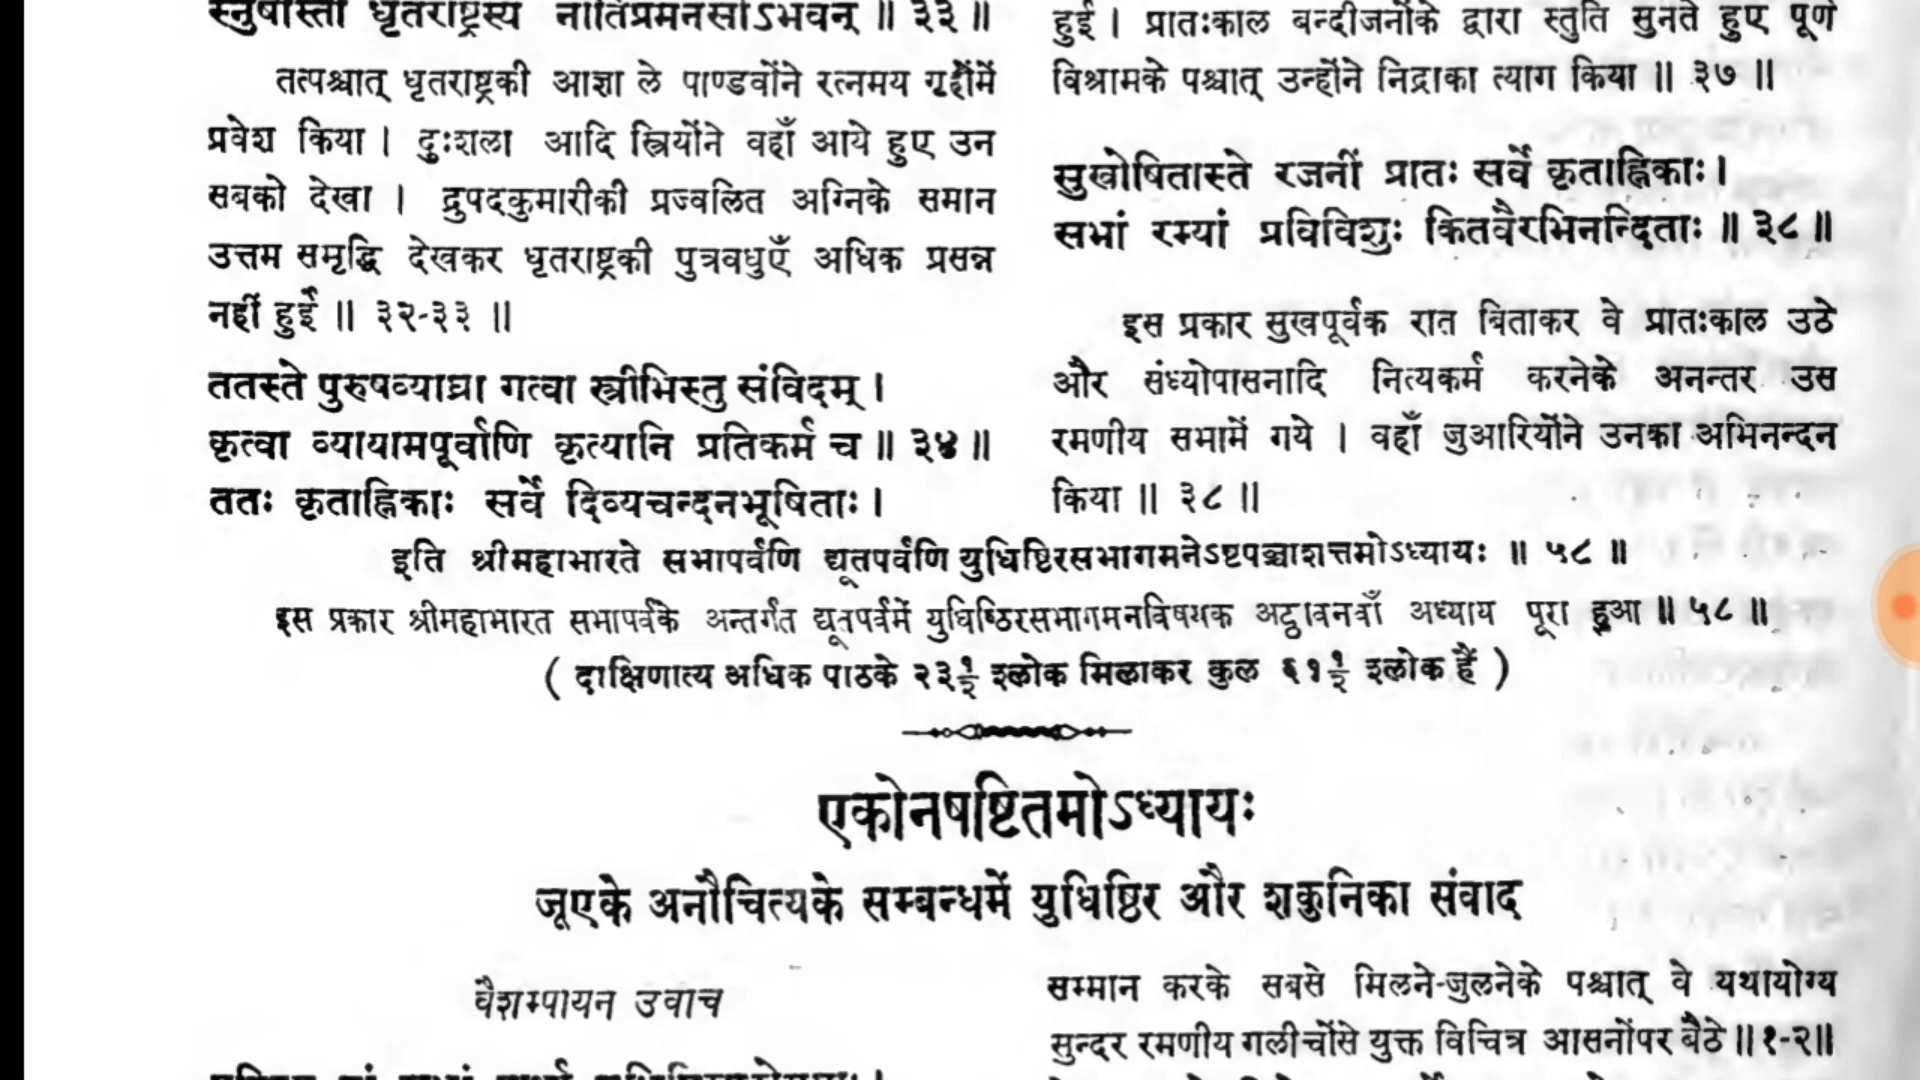 स्नुषास्ता धृतराष्ट्रस्य नातिप्रमनसोऽभवन् ॥ ३३ ॥
तत्पश्चात् धृतराष्ट्रकी आज्ञा ले पाण्डवोंने रत्नमय गृहोंमें
प्रवेश किया । दुःशला आदि स्त्रियोंने वहाँ आये हुए उन
सबको देखा । द्रुपदकुमारीकी प्रज्वलित अग्निके समान
उत्तम समृद्धि देखकर धृतराष्ट्रकी पुत्रवधुएँ अधिक प्रसन्न
नहीं हुईं ॥ ३२-३३ ॥
ततस्ते पुरुषव्याघ्रा गत्वा स्त्रीभिस्तु संविदम् ।
कृत्वा व्यायामपूर्वाणि कृत्यानि प्रतिकर्म च ॥ ३४ ॥
ततः कृताह्निकाः सर्वे दिव्यचन्दनभूषिताः ।
हुई । प्रातःकाल बन्दीजनोंके द्वारा स्तुति सुनते हुए पूर्ण
विश्रामके पश्चात् उन्होंने निद्राका त्याग किया ॥ ३७ ॥
सुखोषितास्ते रजनीं प्रातः सर्वे कृताह्निकाः ।
सभां रम्यां प्रविविशुः कितवैरभिनन्दिताः ॥ ३८ ॥
इस प्रकार सुखपूर्वक रात बिताकर वे प्रातःकाल उठे
और संध्योपासनादि नित्यकर्म करनेके अनन्तर उस
रमणीय सभामें गये । वहाँ जुआरियोंने उनका अभिनन्दन
किया ॥ ३८ ॥
इति श्रीमहाभारते सभापर्वणि द्यूतपर्वणि युधिष्ठिरसभागमनेऽष्टपञ्चाशत्तमोऽध्यायः ॥ ५८ ॥
इस प्रकार श्रीमहाभारत सभापर्वके अन्तर्गत द्यूतपर्वमें युधिष्ठिरसभागमनविषयक अट्ठावनवाँ अध्याय पूरा हुआ ॥ ५८ ॥
( दाक्षिणात्य अधिक पाठके २३ १/२ श्लोक मिलाकर कुल ६१ १/२ श्लोक हैं )
एकोनषष्टितमोऽध्यायः
जूएके अनौचित्यके सम्बन्धमें युधिष्ठिर और शकुनिका संवाद
वैशम्पायन उवाच
सम्मान करके सबसे मिलने-जुलनेके पश्चात् वे यथायोग्य
सुन्दर रमणीय गलीचोंसे युक्त विचित्र आसनोंपर बैठे ॥ १-२॥